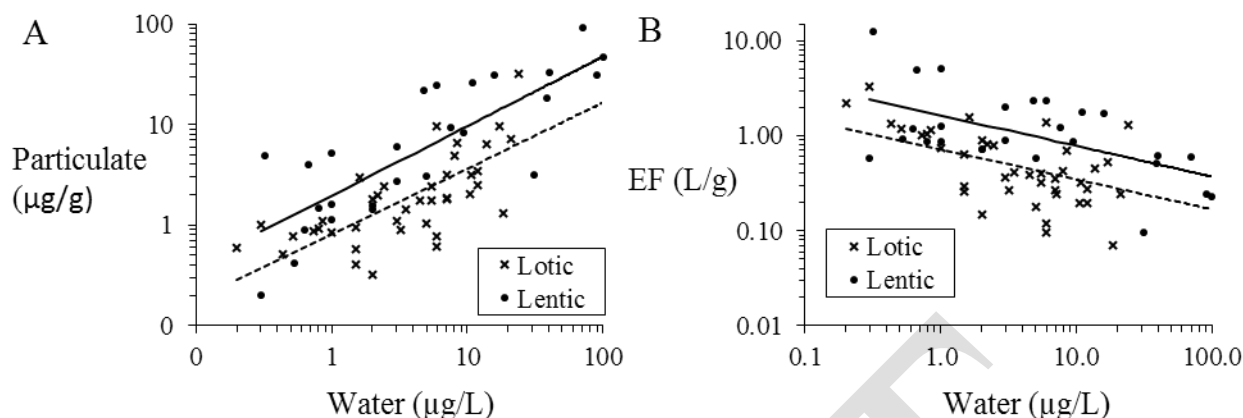 A
Particulate
(µg/g)
100
10
1
0
0
1
10
100
Water (µg/L)
Lotic
Lentic
B
EF (L/g)
10.00
1.00
0.10
0.01
0.1
1.0
10.0
100.0
Water (µg/L)
Lotic
Lentic